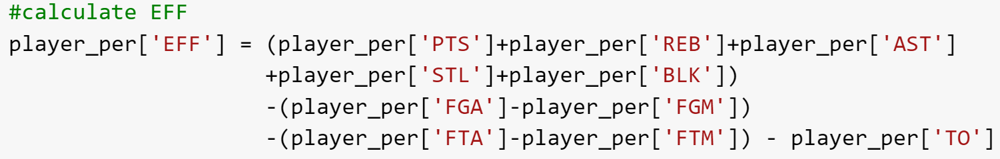 #calculate EFF
player_per['EFF'] = (player_per['PTS']+player_per['REB']+player_per['AST']
+player_per['STL']+player_per['BLK'])
-(player_per['FGA']-player_per['FGM'])
-(player_per['FTA']-player_per['FTM']) - player_per['TO']